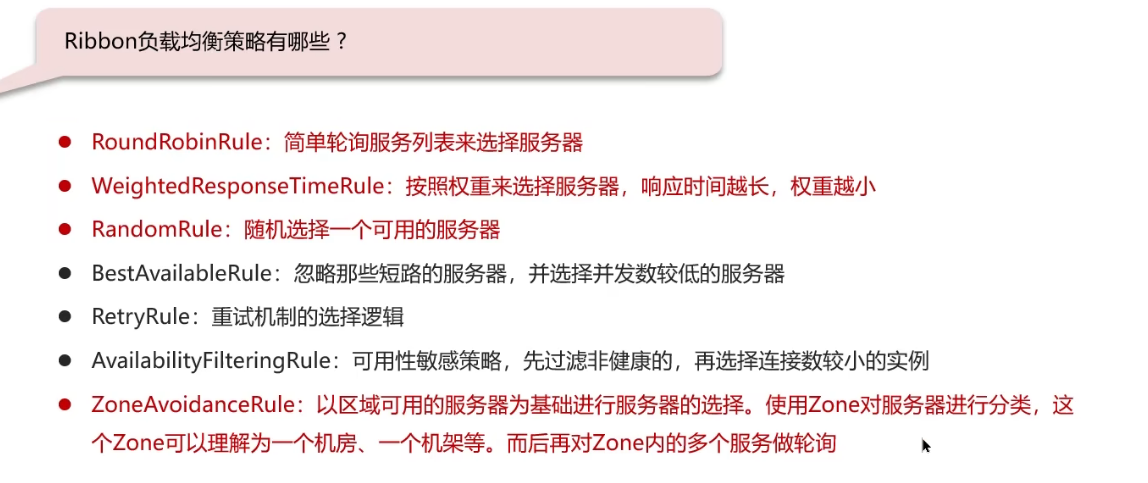 Ribbon负载均衡策略有哪些？
RoundRobinRule：简单轮询服务列表来选择服务器
WeightedResponseTimeRule：按照权重来选择服务器，响应时间越长，权重越小
RandomRule：随机选择一个可用的服务器
BestAvailableRule：忽略那些短路的服务器，并选择并发数较低的服务器
RetryRule：重试机制的选择逻辑
AvailabilityFilteringRule：可用性敏感策略，先过滤非健康的，再选择连接数较小的实例
ZoneAvoidanceRule：以区域可用的服务器为基础进行服务器的选择。使用Zone对服务器进行分类，这
个Zone可以理解为一个机房、一个机架等。而后再对Zone内的多个服务做轮询